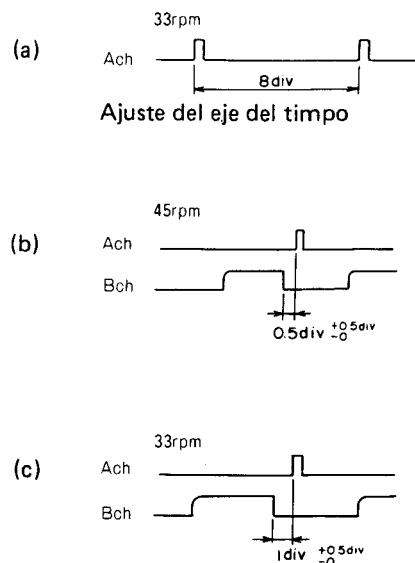 33rpm
(a)
Ach
8div
Ajuste del eje del timpo
45rpm
(b)
Ach
Bch
0.5div +0.5div -0
33rpm
(c)
Ach
Bch
1div +0.5div -0